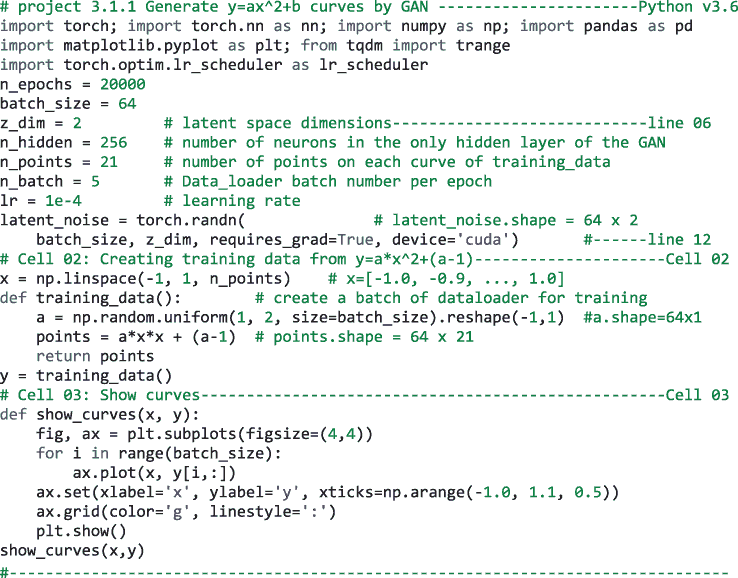 # project 3.1.1 Generate y=ax^2+b curves by GAN ----------------------Python v3.6
import torch; import torch.nn as nn; import numpy as np; import pandas as pd
import matplotlib.pyplot as plt; from tqdm import trange
import torch.optim.lr_scheduler as lr_scheduler
n_epochs = 20000
batch_size = 64
z_dim = 2         # latent space dimensions----------------------------line 06
n_hidden = 256    # number of neurons in the only hidden layer of the GAN
n_points = 21     # number of points on each curve of training_data
n_batch = 5       # Data_loader batch number per epoch
lr = 1e-4         # learning rate
latent_noise = torch.randn(              # latent_noise.shape = 64 x 2
    batch_size, z_dim, requires_grad=True, device='cuda')       #------line 12
# Cell 02: Creating training data from y=a*x^2+(a-1)--------------------Cell 02
x = np.linspace(-1, 1, n_points)    # x=[-1.0, -0.9, ..., 1.0]
def training_data():        # create a batch of dataloader for training
    a = np.random.uniform(1, 2, size=batch_size).reshape(-1,1)  #a.shape=64x1
    points = a*x*x + (a-1)  # points.shape = 64 x 21
    return points
y = training_data()
# Cell 03: Show curves---------------------------------------------------Cell 03
def show_curves(x, y):
    fig, ax = plt.subplots(figsize=(4,4))
    for i in range(batch_size):
        ax.plot(x, y[i,:])
    ax.set(xlabel='x', ylabel='y', xticks=np.arange(-1.0, 1.1, 0.5))
    ax.grid(color='g', linestyle=':')
    plt.show()
show_curves(x,y)
#-------------------------------------------------------------------------------